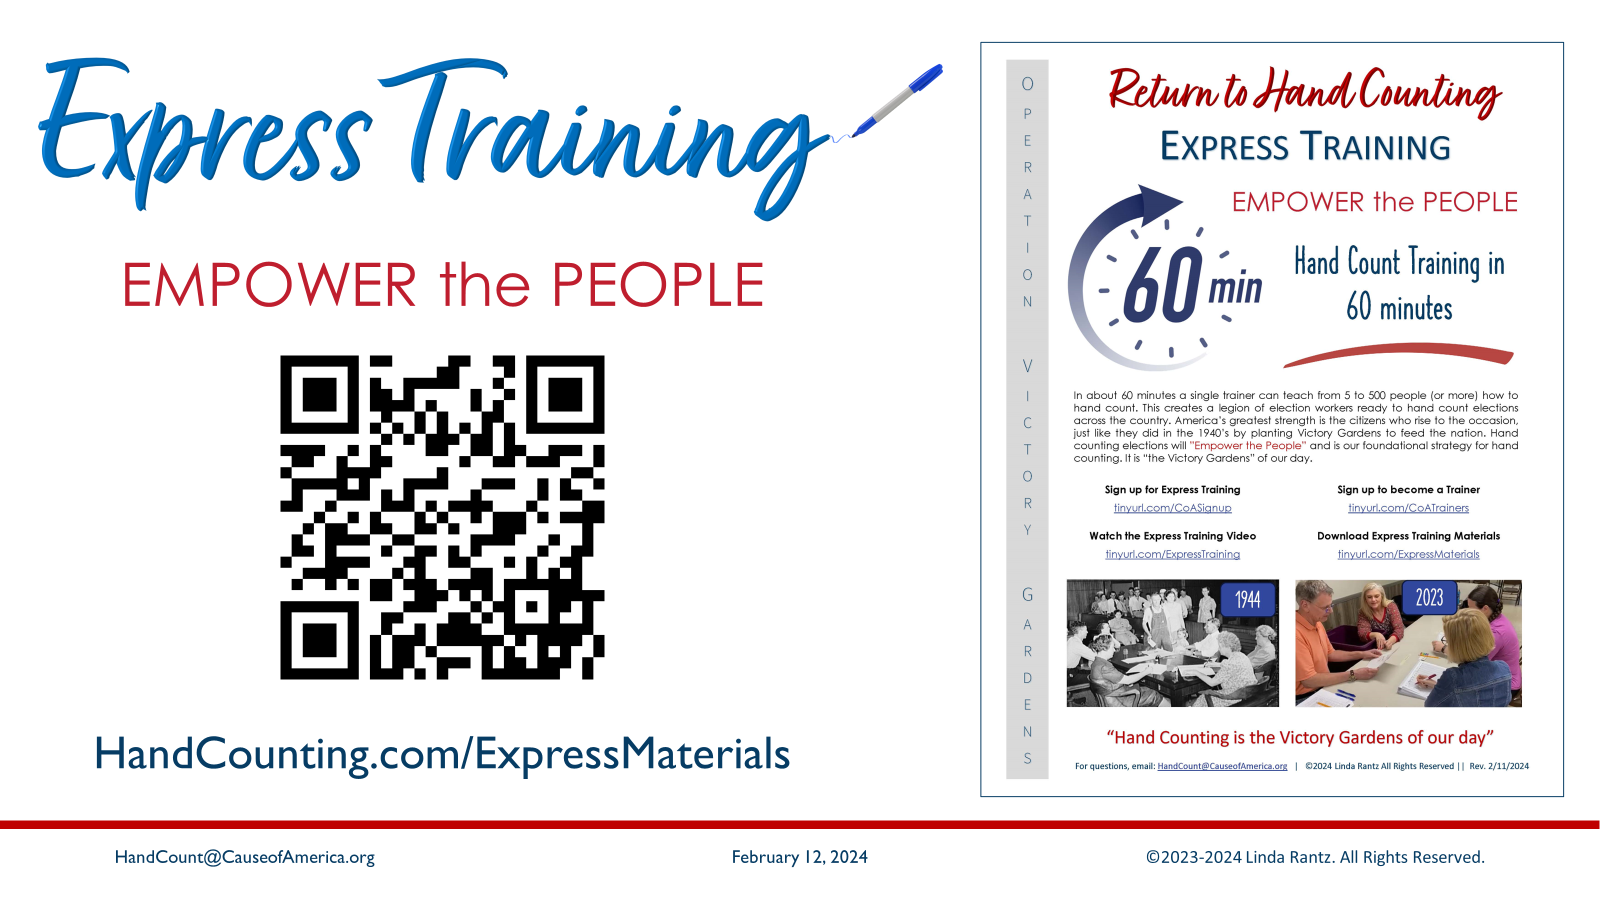 Express Training
EMPOWER the PEOPLE
HandCounting.com/ExpressMaterials
OPERATION VICTORY GARDENS
Return to Hand Counting
EXPRESS TRAINING
EMPOWER the PEOPLE
60 min
Hand Count Training in
60 minutes
In about 60 minutes a single trainer can teach from 5 to 500 people (or more) how to
hand count. This creates a legion of election workers ready to hand count elections
across the country. America's greatest strength is the citizens who rise to the occasion,
just like they did in the 1940's by planting Victory Gardens to feed the nation. Hand
counting elections will "Empower the People" and is our foundational strategy for hand
counting. It is "the Victory Gardens" of our day.
Sign up for Express Training
tinyurl.com/CoASignup
Sign up to become a Trainer
tinyurl.com/CoATrainers
Watch the Express Training Video
tinyurl.com/ExpressTraining
Download Express Training Materials
tinyurl.com/ExpressMaterials
1944
2023
"Hand Counting is the Victory Gardens of our day"
For questions, email: HandCount@CauseofAmerica.org | ©2024 Linda Rantz All Rights Reserved || Rev. 2/11/2024
HandCount@CauseofAmerica.org
February 12, 2024
©2023-2024 Linda Rantz. All Rights Reserved.